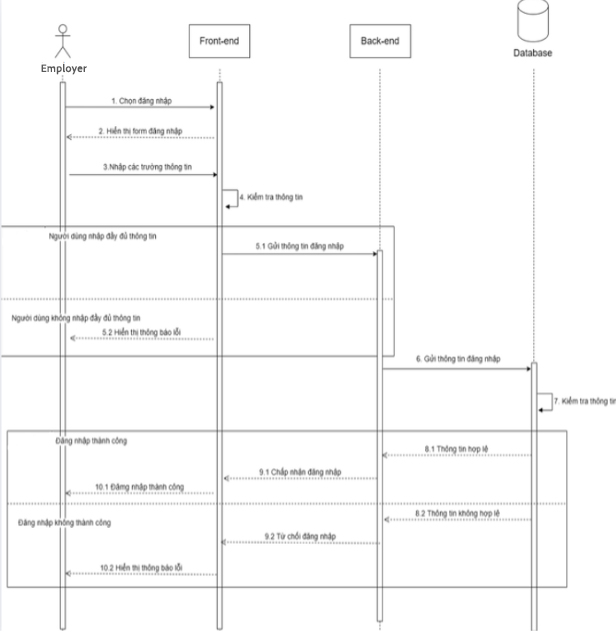 Front-end
Back-end
Database
Employer
1. Chọn đăng nhập
2. Hiển thị form đăng nhập
3.Nhập các trường thông tin
4. Kiểm tra thông tin
Người dùng nhập đầy đủ thông tin
5.1 Gửi thông tin đăng nhập
Người dùng không nhập đầy đủ thông tin
5.2 Hiển thị thông báo lỗi
6. Gửi thông tin đăng nhập
7. Kiểm tra thông tin
Đăng nhập thành công
8.1 Thông tin hợp lệ
9.1 Chấp nhận đăng nhập
10.1 Đăng nhập thành công
8.2 Thông tin không hợp lệ
Đăng nhập không thành công
9.2 Từ chối đăng nhập
10.2 Hiển thị thông báo lỗi